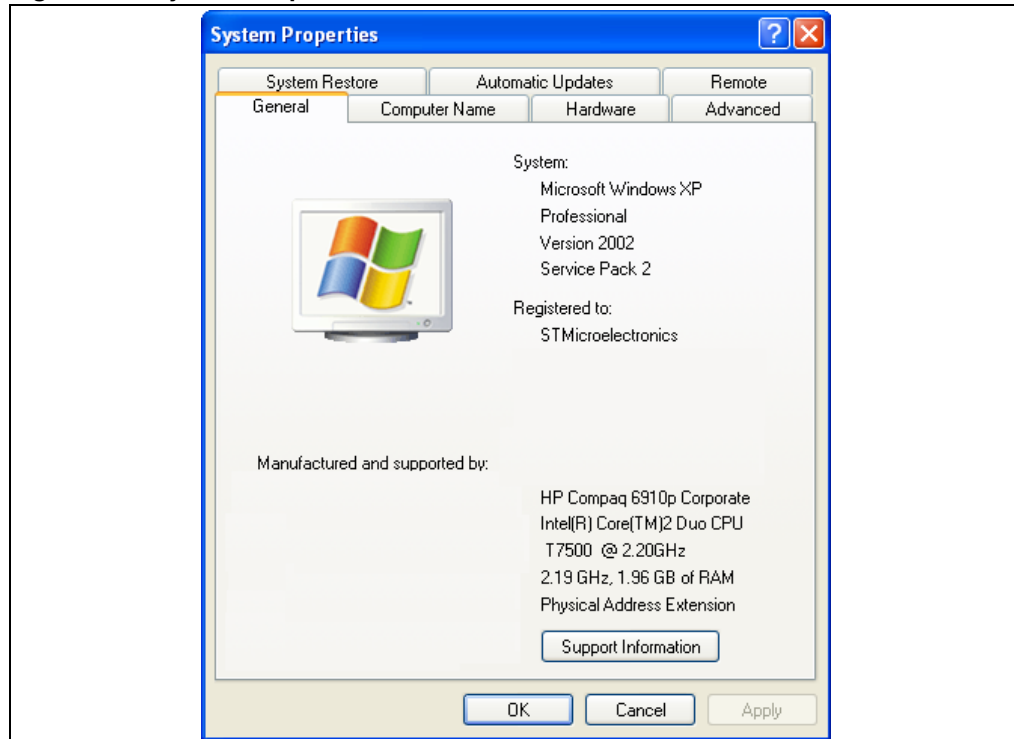 System Properties
System Restore Automatic Updates Remote
General Computer Name Hardware Advanced
System:
Microsoft Windows XP
Professional
Version 2002
Service Pack 2
Registered to:
STMicroelectronics
Manufactured and supported by:
HP Compaq 6910p Corporate
Intel(R) Core(TM)2 Duo CPU
T7500 @ 2.20GHz
2.19 GHz, 1.96 GB of RAM
Physical Address Extension
Support Information
OK Cancel Apply